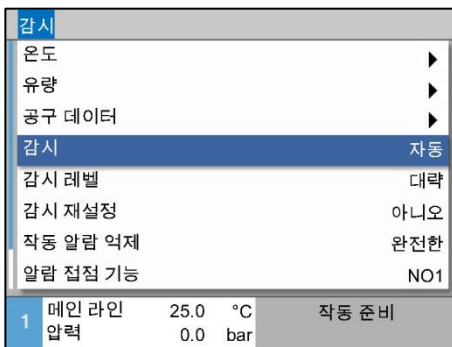 감시
온도
유량
공구 데이터
감시 자동
감시 레벨 대략
감시 재설정 아니오
작동 알람 억제 완전한
알람 접점 기능 NO1
1 메인 라인 25.0 °C 작동 준비
압력 0.0 bar